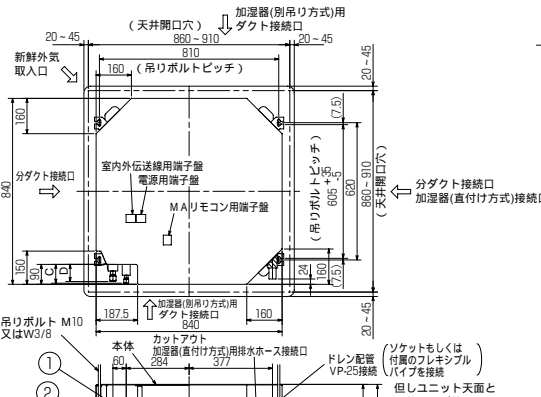 (天井開口穴)
加湿器(別吊り方式)用
ダクト接続口
20~45
860~910
20~45
810
(吊りボルトピッチ)
新鮮外気
取入口
160
20~45
160
(7.5)
840
分ダクト接続口
室内外伝送線用端子盤
電源用端子盤
MAリモコン用端子盤
(吊りボルトピッチ)
605 +35 -5
620
860~910
(天井開口穴)
分ダクト接続口
加湿器(直付け方式)接続口
150
90
C
D
24
160
(7.5)
187.5
加湿器(別吊り方式)用
ダクト接続口
160
840
20~45
吊りボルト M10
又はW3/8
カットアウト
加湿器(直付け方式)用排水ホース接続口
本体
①
60
284
377
ドレン配管
VP-25接続
(ソケットもしくは
付属のフレキシブル
パイプを接続)
②
但しユニット天面と